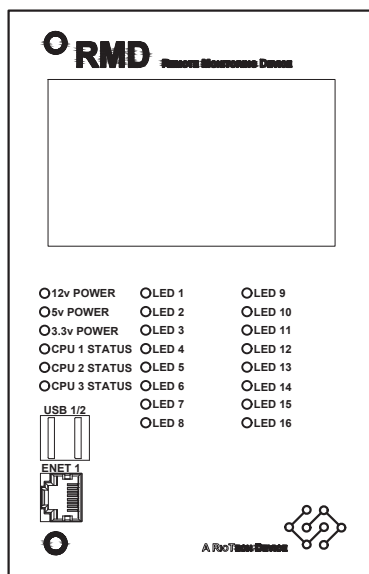 RMD REMOTE MONITORING DEVICE
12v POWER
5v POWER
3.3v POWER
CPU 1 STATUS
CPU 2 STATUS
CPU 3 STATUS
LED 1
LED 2
LED 3
LED 4
LED 5
LED 6
LED 7
LED 8
LED 9
LED 10
LED 11
LED 12
LED 13
LED 14
LED 15
LED 16
USB 1/2
ENET 1
A RIOTECH DEVICE